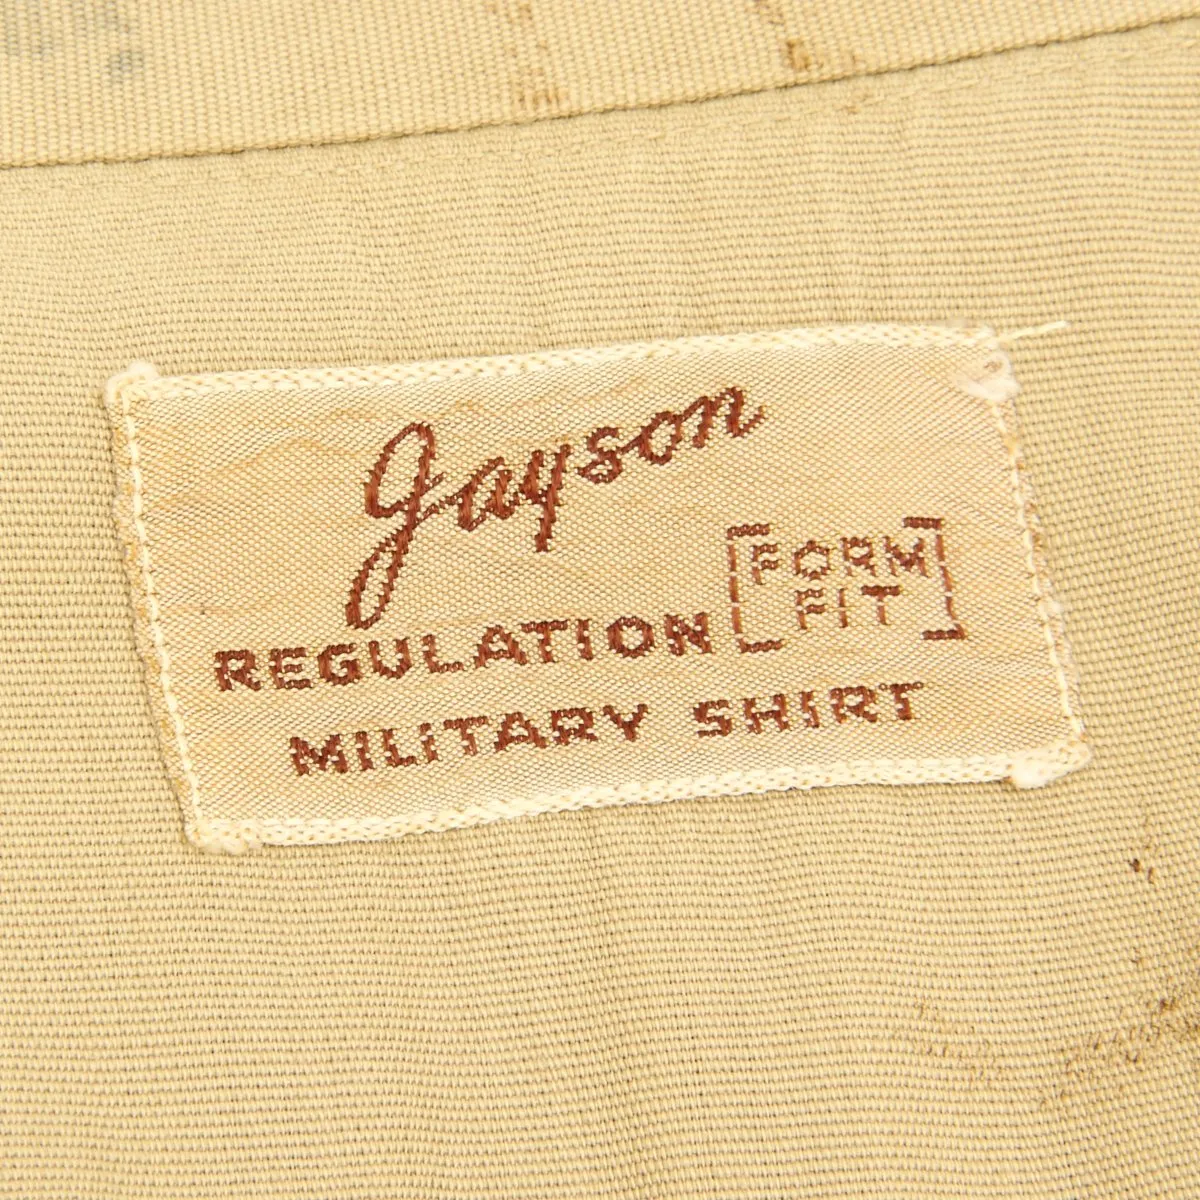 Jayson
[FORM
FIT]
REGULATION
MILITARY SHIRT